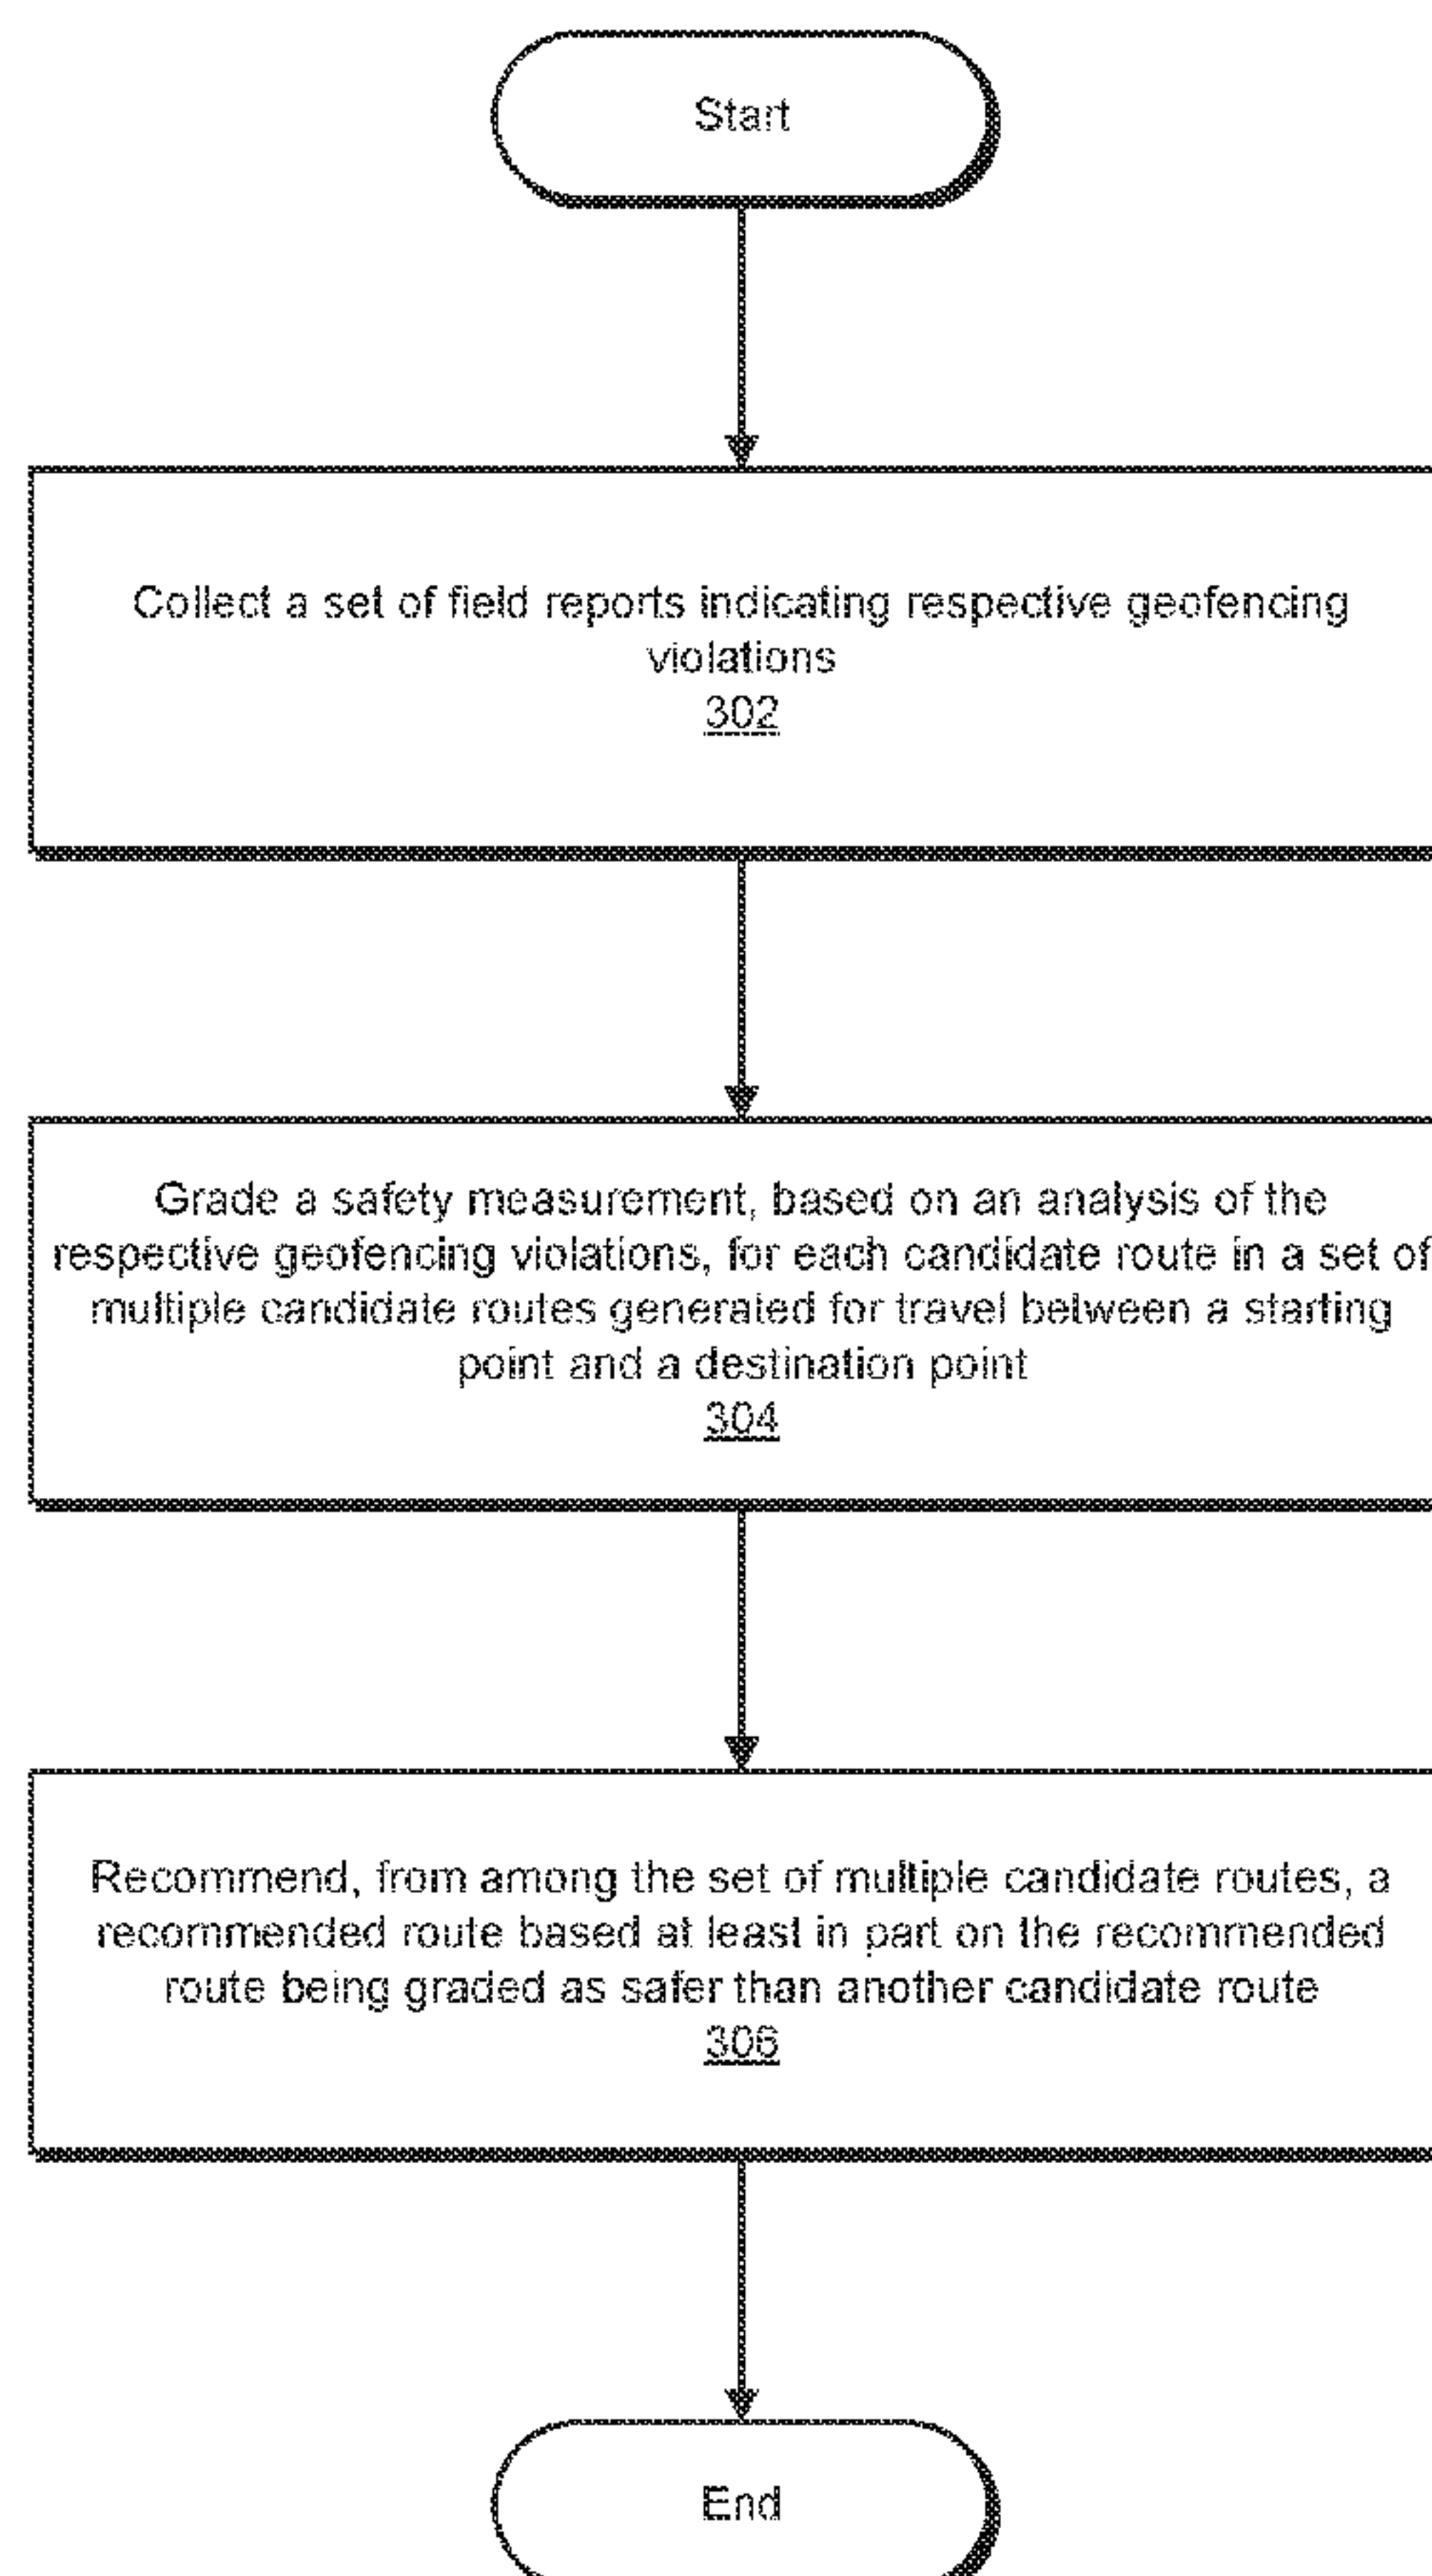 Start
Collect a set of field reports indicating respective geofencing
violations
302
Grade a safety measurement, based on an analysis of the
respective geofencing violations, for each candidate route in a set of
multiple candidate routes generated for travel between a starting
point and a destination point
304
Recommend, from among the set of multiple candidate routes, a
recommended route based at least in part on the recommended
route being graded as safer than another candidate route
306
End